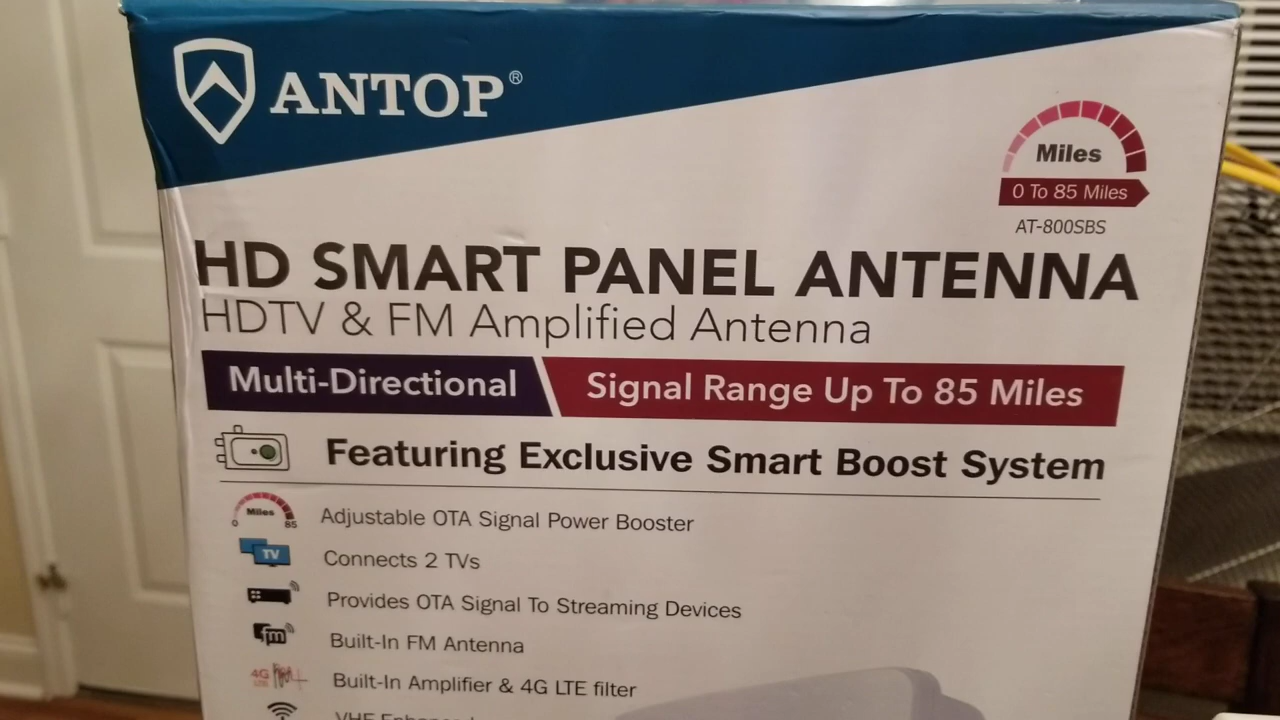 ANTOP®
Miles
0 To 85 Miles
AT-800SBS
HD SMART PANEL ANTENNA
HDTV & FM Amplified Antenna
Multi-Directional
Signal Range Up To 85 Miles
Featuring Exclusive Smart Boost System
Miles
0 85
Adjustable OTA Signal Power Booster
TV
Connects 2 TVs
Provides OTA Signal To Streaming Devices
fm
Built-In FM Antenna
4G
LTE
Built-In Amplifier & 4G LTE filter
VHF Enhanced